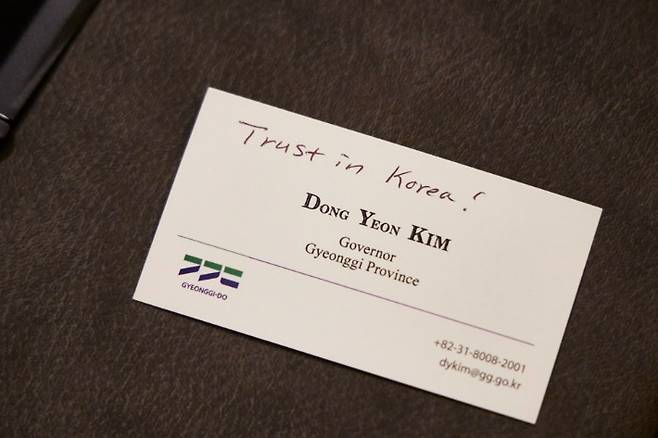 Trust in Korea!
DONG YEON KIM
Governor
Gyeonggi Province
GYEONGGI-DO
+82-31-8008-2001
dykim@gg.go.kr